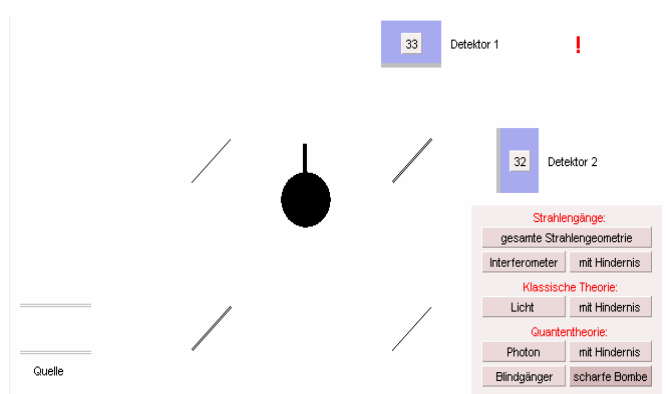 33 Detektor 1 !
32 Detektor 2
Strahlengänge:
gesamte Strahlengeometrie
Interferometer mit Hindernis
Klassische Theorie:
Licht mit Hindernis
Quantentheorie:
Photon mit Hindernis
Quelle
Blindgänger scharfe Bombe